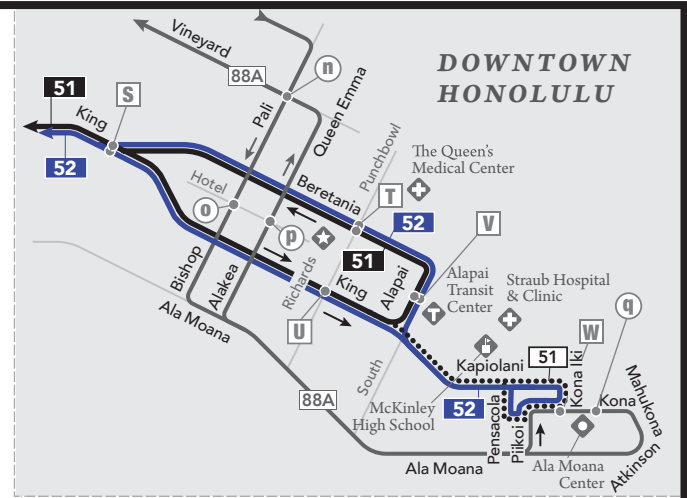 DOWNTOWN
HONOLULU
Vineyard
88A
n
51
King
S
52
Pali
Queen Emma
Punchbowl
The Queen's
Medical Center
Hotel
Beretania
T
52
V
o
p
51
Bishop
Alakea
Richards
King
Alapai
Alapai
Transit
Center
Straub Hospital
& Clinic
q
Ala Moana
U
W
South
Kapiolani
51
Kona Iki
88A
McKinley
High School
52
Pensacola
Piikoi
Kona
Mahukona
Ala Moana
Ala Moana
Center
Atkinson